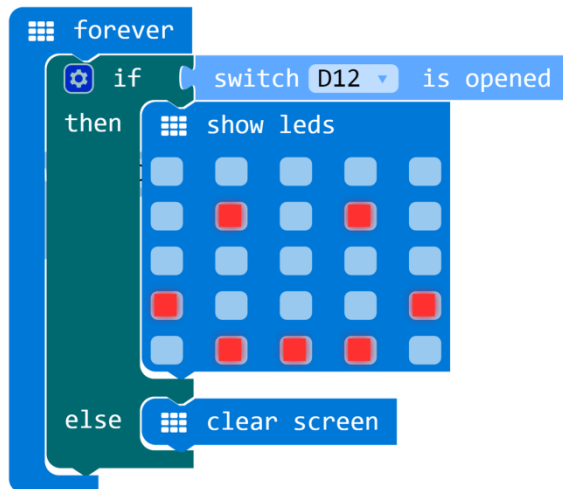 forever
if switch D12 is opened
then show leds
else clear screen